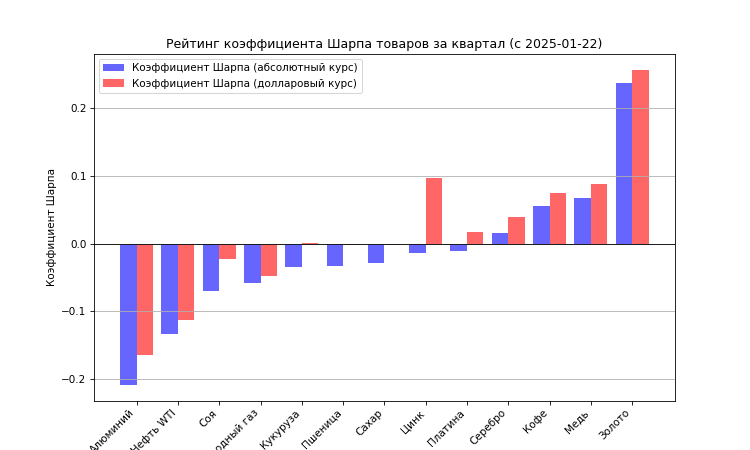 Рейтинг коэффициента Шарпа товаров за квартал (с 2025-01-22)
Коэффициент Шарпа (абсолютный курс)
Коэффициент Шарпа (долларовый курс)
Коэффициент Шарпа
0.2
0.1
0.0
−0.1
−0.2
Алюминий
Нефть WTI
Соя
одный газ
Кукуруза
Пшеница
Сахар
Цинк
Платина
Серебро
Кофе
Медь
Золото